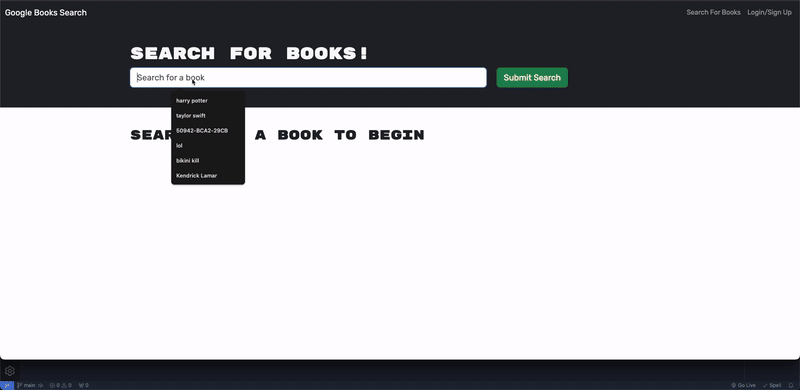 Google Books Search
Search For Books Login/Sign Up
SEARCH FOR BOOKS!
Search for a book
Submit Search
harry potter
taylor swift
50942-BCA2-29CB
lol
bikini kill
Kendrick Lamar
SEAR A BOOK TO BEGIN
main 0 0 0
Go Live Spell